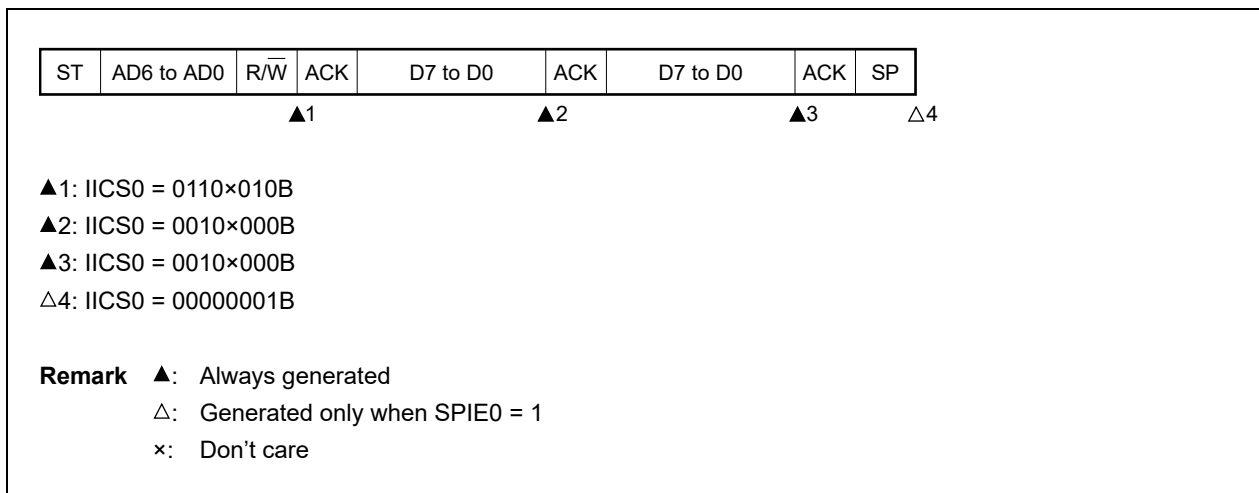 ST AD6 to AD0 R/W̅ ACK D7 to D0 ACK D7 to D0 ACK SP
▲1 ▲2 ▲3 △4
▲1: IICS0 = 0110×010B
▲2: IICS0 = 0010×000B
▲3: IICS0 = 0010×000B
△4: IICS0 = 00000001B
Remark ▲: Always generated
△: Generated only when SPIE0 = 1
×: Don't care